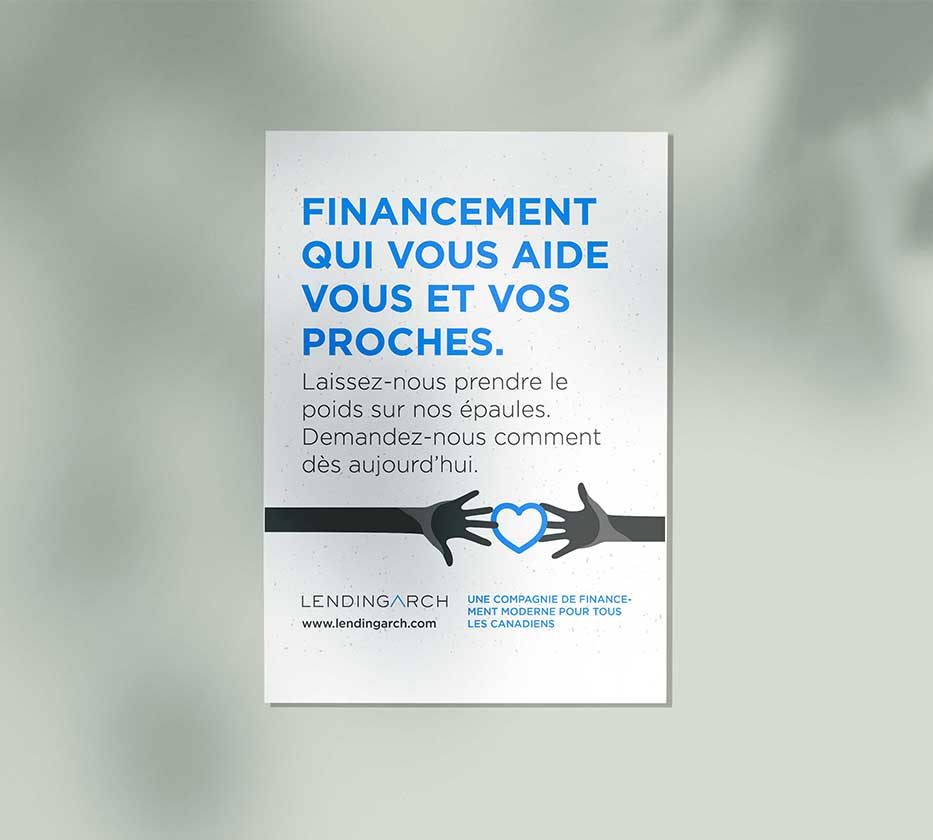 FINANCEMENT
QUI VOUS AIDE
VOUS ET VOS
PROCHES.
Laissez-nous prendre le
poids sur nos épaules.
Demandez-nous comment
dès aujourd'hui.
LENDINGARCH
www.lendingarch.com
UNE COMPAGNIE DE FINANCE-
MENT MODERNE POUR TOUS
LES CANADIENS